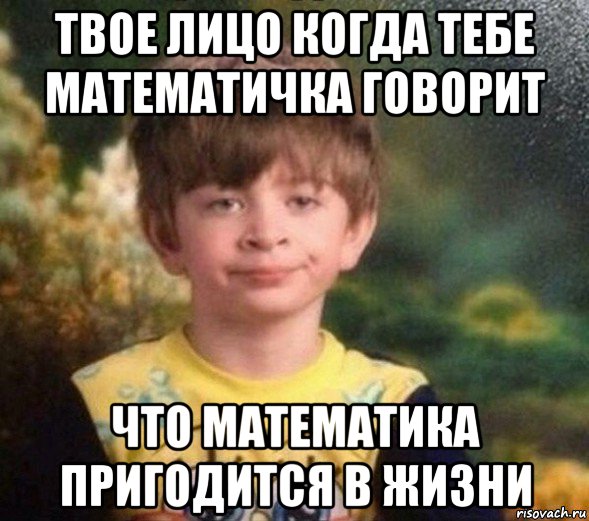 ТВОЕ ЛИЦО КОГДА ТЕБЕ
МАТЕМАТИЧКА ГОВОРИТ
ЧТО МАТЕМАТИКА
ПРИГОДИТСЯ В ЖИЗНИ
risovach.ru